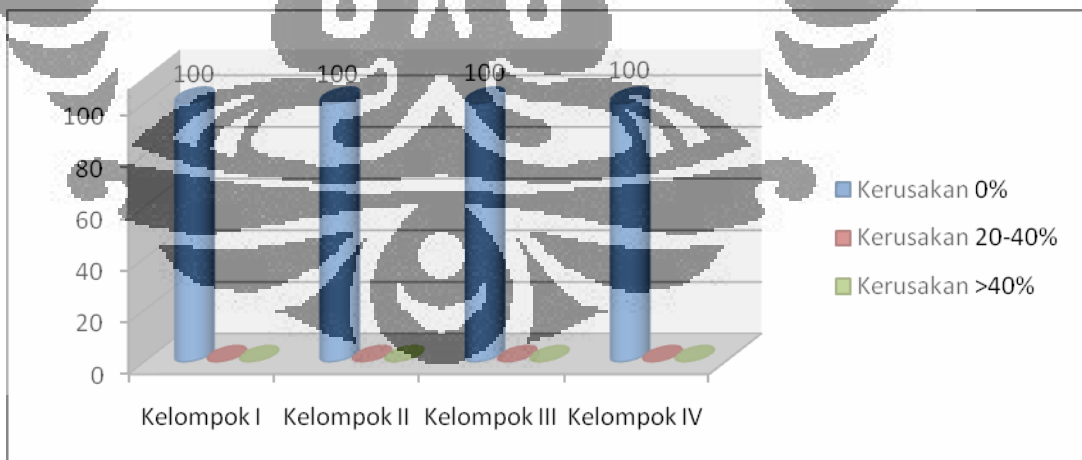 100 100 100 100
100
80
60
40
20
0
Kelompok I Kelompok II Kelompok III Kelompok IV
Kerusakan 0%
Kerusakan 20-40%
Kerusakan >40%